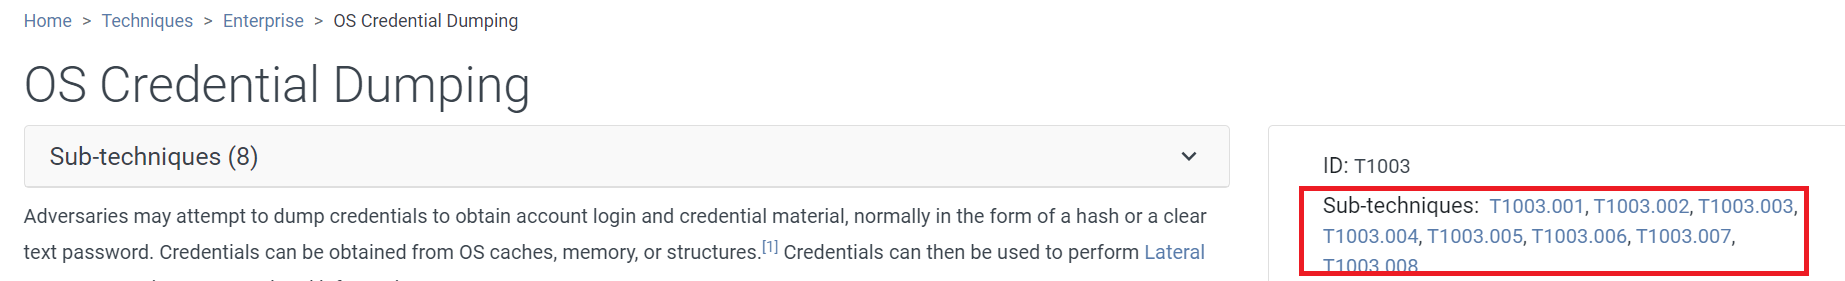 Home > Techniques > Enterprise > OS Credential Dumping
OS Credential Dumping
Sub-techniques (8)
Adversaries may attempt to dump credentials to obtain account login and credential material, normally in the form of a hash or a clear
text password. Credentials can be obtained from OS caches, memory, or structures.[1] Credentials can then be used to perform Lateral
ID: T1003
Sub-techniques: T1003.001, T1003.002, T1003.003,
T1003.004, T1003.005, T1003.006, T1003.007,
T1003.008